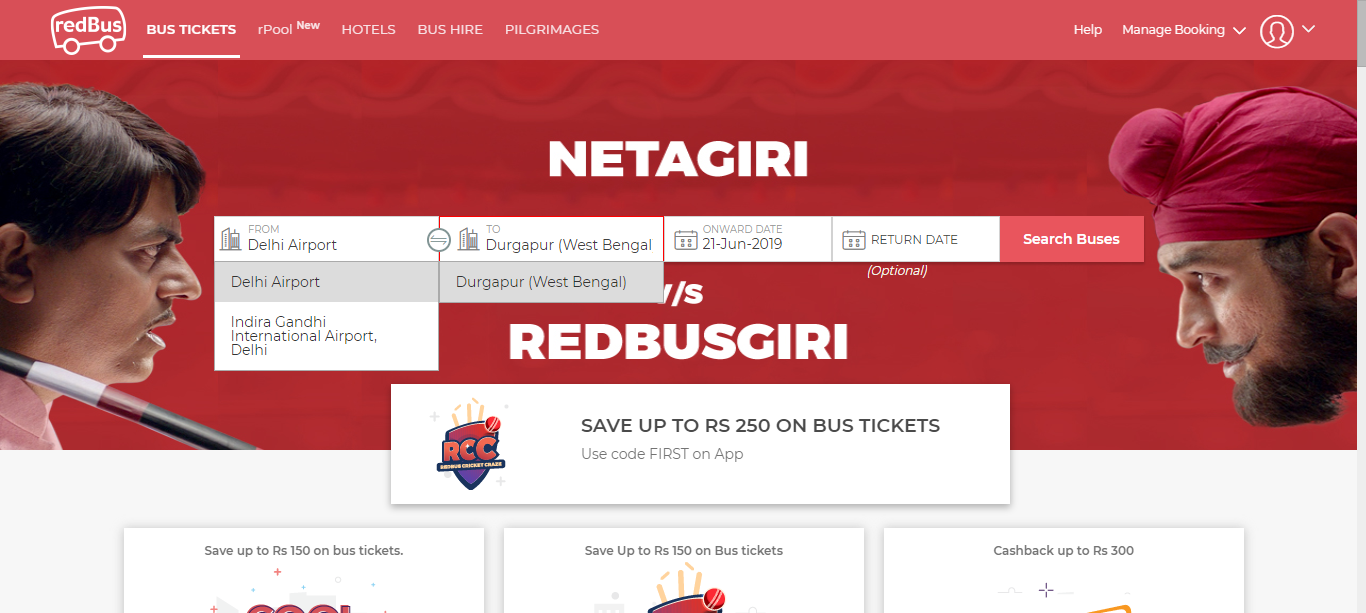 redBus
BUS TICKETS
rPool New
HOTELS
BUS HIRE
PILGRIMAGES
Help
Manage Booking
NETAGIRI
FROM
Delhi Airport
TO
Durgapur (West Bengal
ONWARD DATE
21-Jun-2019
RETURN DATE
Search Buses
(Optional)
Delhi Airport
Indira Gandhi
International Airport,
Delhi
Durgapur (West Bengal)
V/S
REDBUSGIRI
RCC
REDBUS CRICKET CRAZE
SAVE UP TO RS 250 ON BUS TICKETS
Use code FIRST on App
Save up to Rs 150 on bus tickets.
Save Up to Rs 150 on Bus tickets
Cashback up to Rs 300